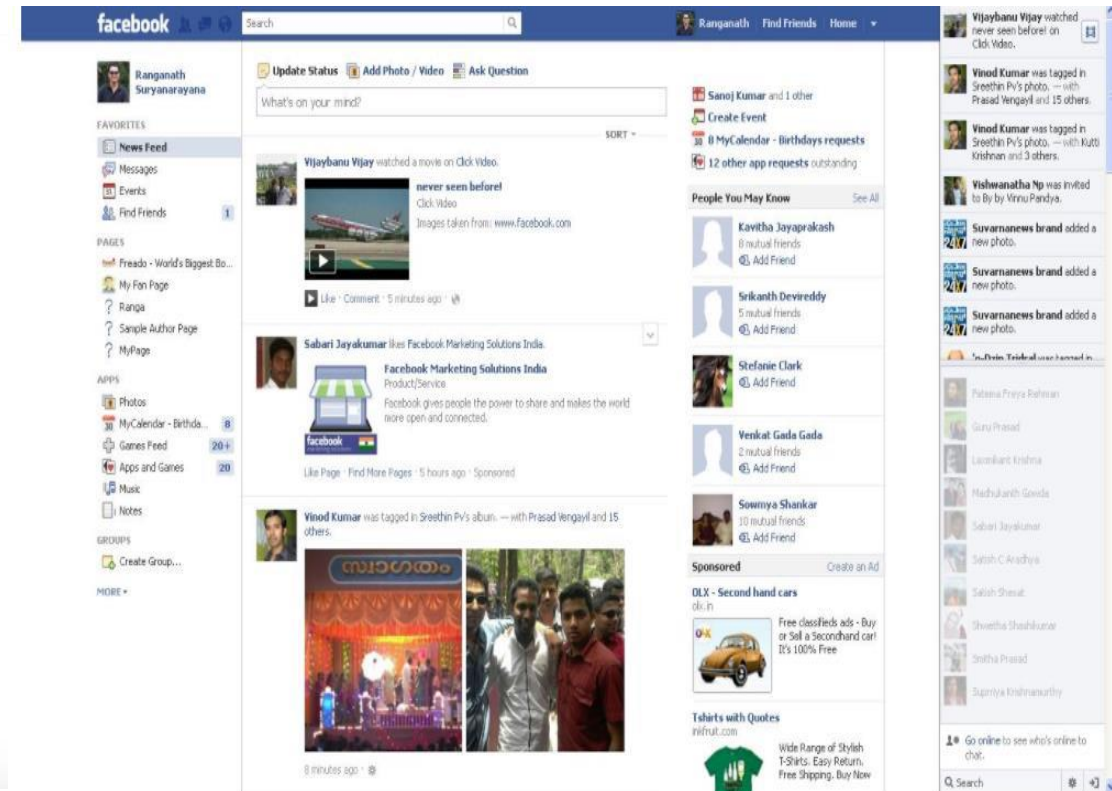 facebook
Search
Ranganath Find Friends Home
Ranganath
Suryanarayana
FAVORITES
News Feed
Messages
Events
Find Friends 1
PAGES
Freado - World's Biggest Bo...
My Fan Page
Ranga
Sample Author Page
MyPage
APPS
Photos
MyCalendar - Birthda... 8
Games Feed 20+
Apps and Games 20
Music
Notes
GROUPS
Create Group...
MORE
Update Status Add Photo / Video Ask Question
What's on your mind?
SORT
Vijaybanu Vijay watched a movie on Click Video.
never seen before!
Click Video
Images taken from: www.facebook.com
Like · Comment · 5 minutes ago ·
Sabari Jayakumar likes Facebook Marketing Solutions India.
Facebook Marketing Solutions India
Product/Service
Facebook gives people the power to share and makes the world
more open and connected.
facebook
Like Page · Find More Pages · 5 hours ago · Sponsored
Vinod Kumar was tagged in Sreethin Pv's album. — with Prasad Vengayil and 15
others.
സ്വാഗതം
8 minutes ago ·
Sanoj Kumar and 1 other
Create Event
8 MyCalendar - Birthdays requests
12 other app requests outstanding
People You May Know See All
Kavitha Jayaprakash
8 mutual friends
Add Friend
Srikanth Devireddy
5 mutual friends
Add Friend
Stefanie Clark
Add Friend
Venkat Gada Gada
2 mutual friends
Add Friend
Sowmya Shankar
10 mutual friends
Add Friend
Sponsored Create an Ad
OLX - Second hand cars
olx.in
Free classifieds ads - Buy
or Sell a Secondhand car!
It's 100% Free
Tshirts with Quotes
inkfruit.com
Wide Range of Stylish
T-Shirts. Easy Return.
Free Shipping. Buy Now
Vijaybanu Vijay watched
never seen before! on
Click Video.
Vinod Kumar was tagged in
Sreethin Pv's photo. — with
Prasad Vengayil and 15 others.
Vinod Kumar was tagged in
Sreethin Pv's photo. — with Kutti
Krishnan and 3 others.
Vishwanatha Np was invited
to By by Vinnu Pandya.
Suvarnanews brand added a
new photo.
Suvarnanews brand added a
new photo.
Suvarnanews brand added a
new photo.
Fatema Freya Rehman
Guru Prasad
Laxmikant Krishna
Madhukanth Gowda
Sabari Jayakumar
Satish C Aradhya
Satish Shenat
Shwetha Shashikumar
Smitha Prasad
Supriya Krishnamurthy
Go online to see who's online to
chat.
Search